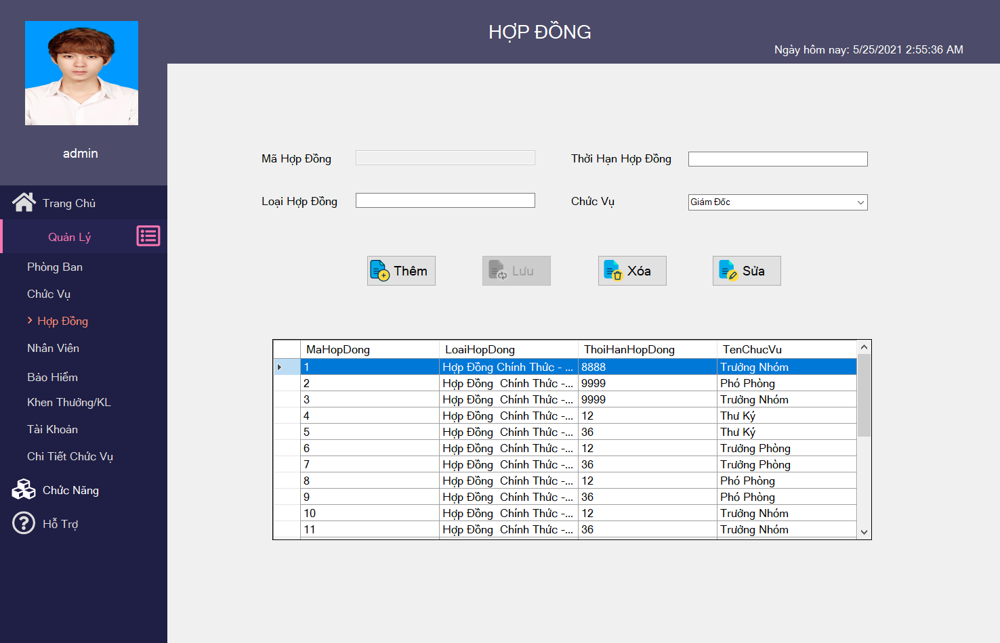 HỢP ĐỒNG
Ngày hôm nay: 5/25/2021 2:55:36 AM
admin
Trang Chủ
Quản Lý
Phòng Ban
Chức Vụ
Hợp Đồng
Nhân Viên
Bảo Hiểm
Khen Thưởng/KL
Tài Khoản
Chi Tiết Chức Vụ
Chức Năng
Hỗ Trợ
Mã Hợp Đồng
Thời Hạn Hợp Đồng
Loại Hợp Đồng
Chức Vụ Giám Đốc
Thêm Lưu Xóa Sửa
MaHopDong LoaiHopDong ThoiHanHopDong TenChucVu
1 Hợp Đồng Chính Thức - ... 8888 Trưởng Nhóm
2 Hợp Đồng  Chính Thức -... 9999 Phó Phòng
3 Hợp Đồng  Chính Thức -... 9999 Trưởng Nhóm
4 Hợp Đồng  Chính Thức -... 12 Thư Ký
5 Hợp Đồng  Chính Thức -... 36 Thư Ký
6 Hợp Đồng  Chính Thức -... 12 Trưởng Phòng
7 Hợp Đồng  Chính Thức -... 36 Trưởng Phòng
8 Hợp Đồng  Chính Thức -... 12 Phó Phòng
9 Hợp Đồng  Chính Thức -... 36 Phó Phòng
10 Hợp Đồng  Chính Thức -... 12 Trưởng Nhóm
11 Hợp Đồng  Chính Thức -... 36 Trưởng Nhóm